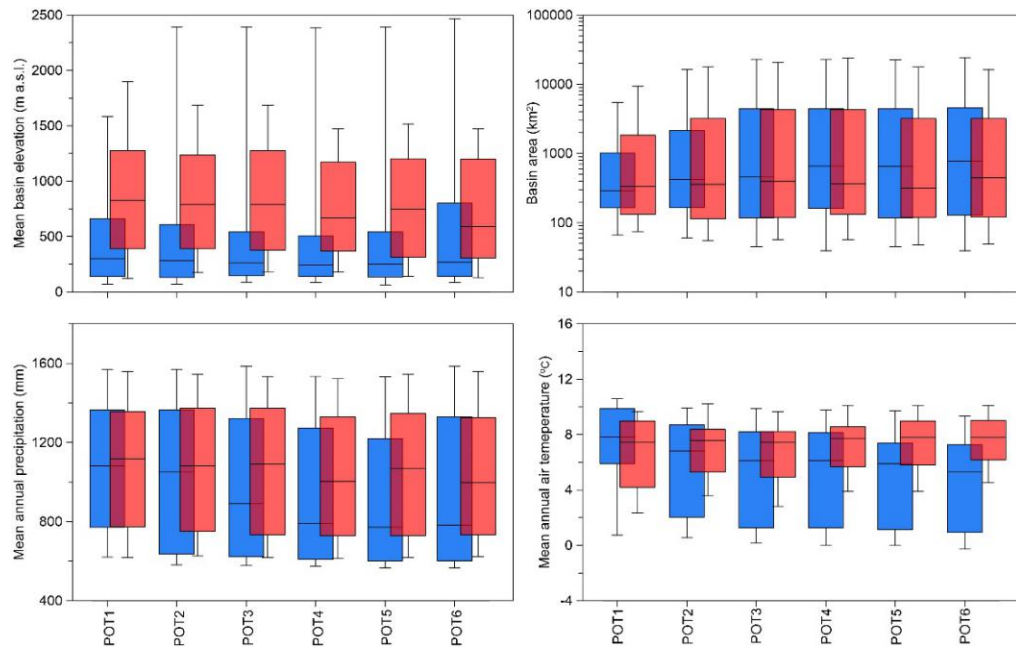 Mean basin elevation (m a.s.l.)
2500
2000
1500
1000
500
0
Basin area (km²)
100000
10000
1000
100
10
Mean annual precipitation (mm)
1600
1200
800
400
POT1
POT2
POT3
POT4
POT5
POT6
Mean annual air temeperature (°C)
16
12
8
4
0
-4
POT1
POT2
POT3
POT4
POT5
POT6